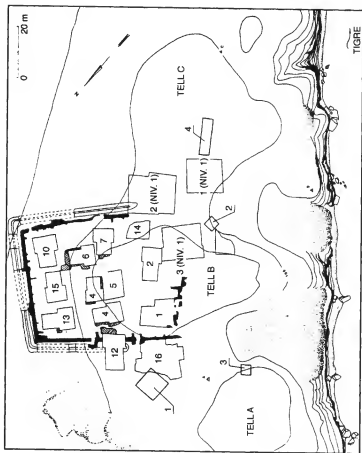 0 20 m
N
TELL C
4
1 (NIV. 1)
2 (NIV. 1)
2
10
7
6
14
15
4
5
2
3 (NIV. 1)
13
4
1
TELL B
12
16
1
3
TELL A
TIGRE